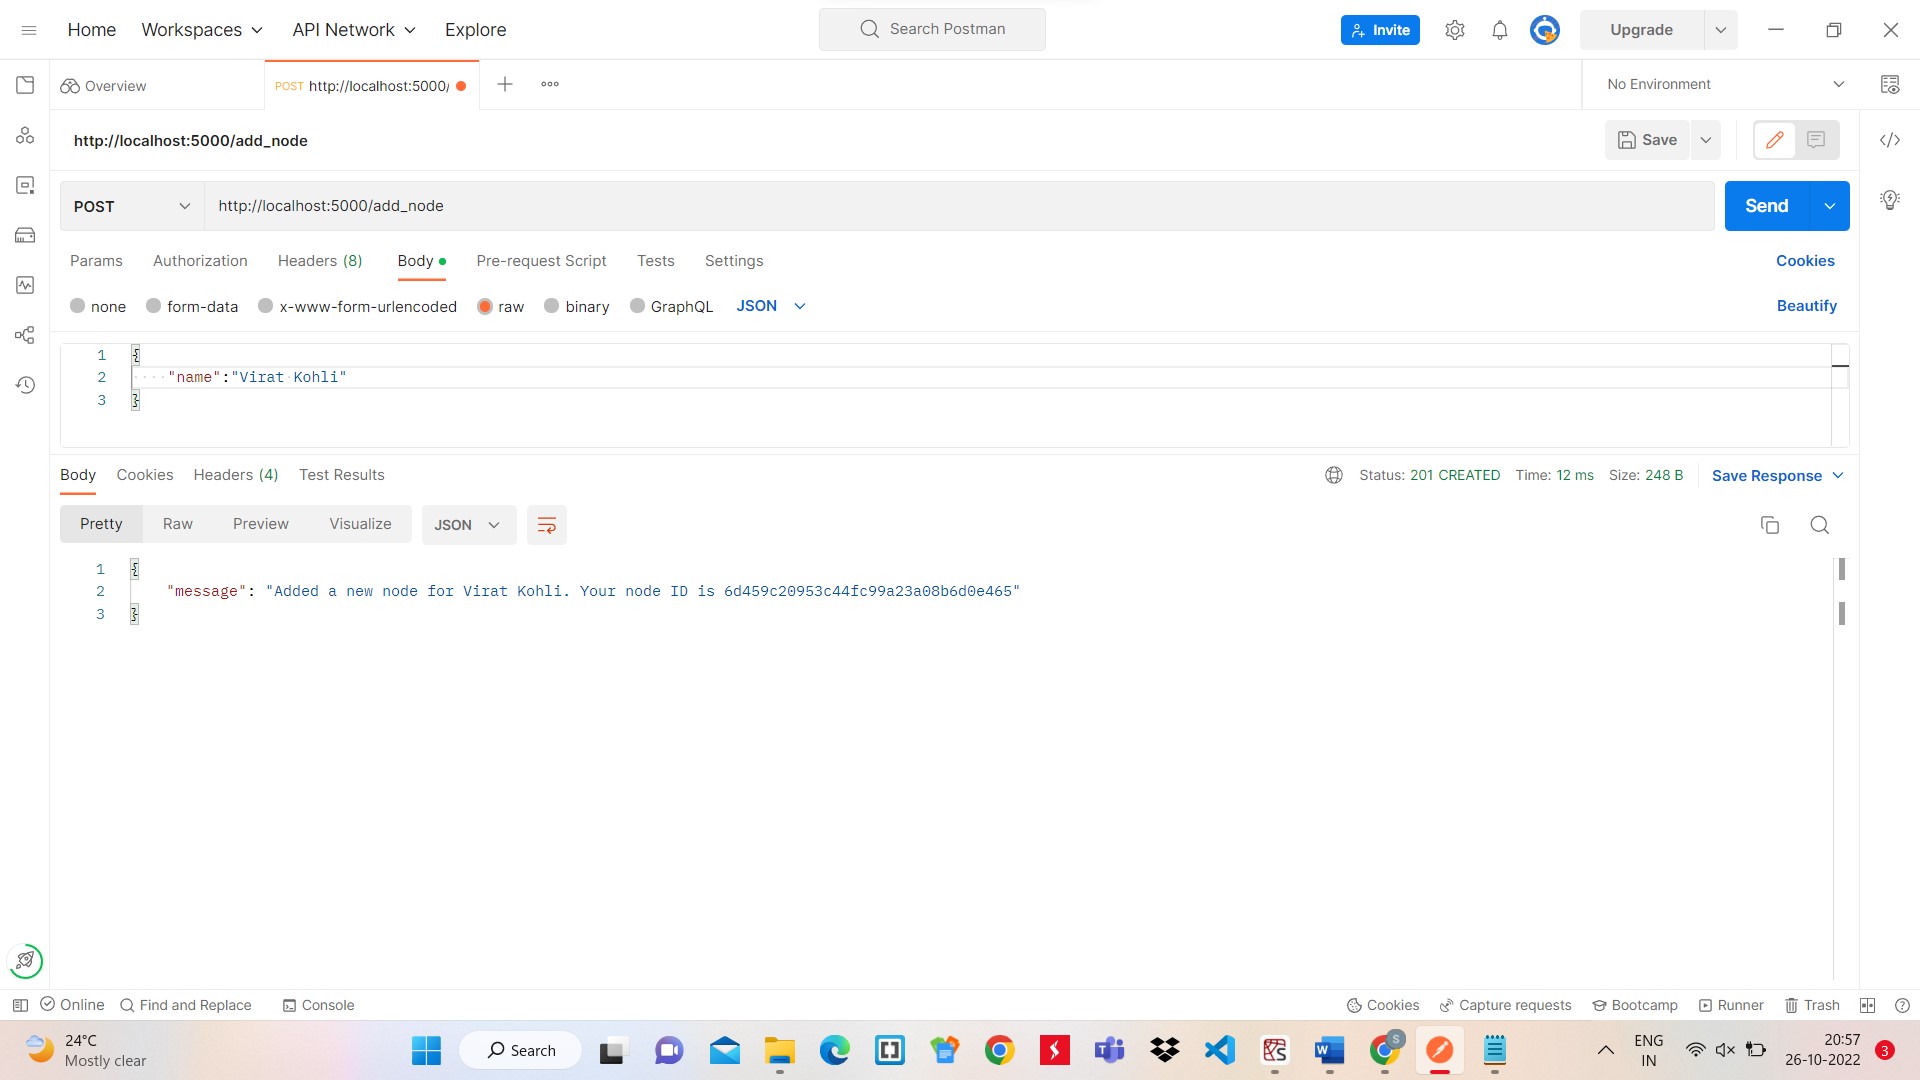 Home Workspaces API Network Explore Search Postman Invite Upgrade
Overview POST http://localhost:5000/ No Environment
http://localhost:5000/add_node Save
POST http://localhost:5000/add_node Send
Params Authorization Headers (8) Body Pre-request Script Tests Settings Cookies
none form-data x-www-form-urlencoded raw binary GraphQL JSON Beautify
1 {
2 "name":"Virat Kohli"
3 }
Body Cookies Headers (4) Test Results Status: 201 CREATED Time: 12 ms Size: 248 B Save Response
Pretty Raw Preview Visualize JSON
1 {
2 "message": "Added a new node for Virat Kohli. Your node ID is 6d459c20953c44fc99a23a08b6d0e465"
3 }
Online Find and Replace Console Cookies Capture requests Bootcamp Runner Trash
24°C
Mostly clear
Search
S
ENG
IN
20:57
26-10-2022
3